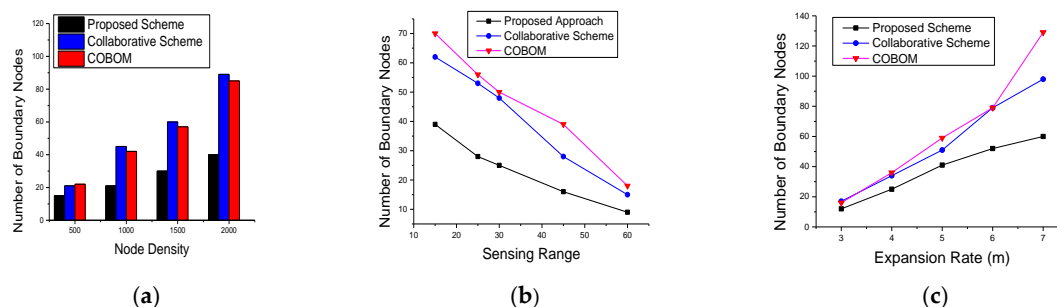 120
100
80
60
40
20
0
Number of Boundary Nodes
Proposed Scheme
Collaborative Scheme
COBOM
500
1000
1500
2000
Node Density
(a)
70
60
50
40
30
20
10
Number of Boundary Nodes
Proposed Approach
Collaborative Scheme
COBOM
10
20
30
40
50
60
Sensing Range
(b)
140
120
100
80
60
40
20
0
Number of Boundary Nodes
Proposed Scheme
Collaborative Scheme
COBOM
3
4
5
6
7
Expansion Rate (m)
(c)